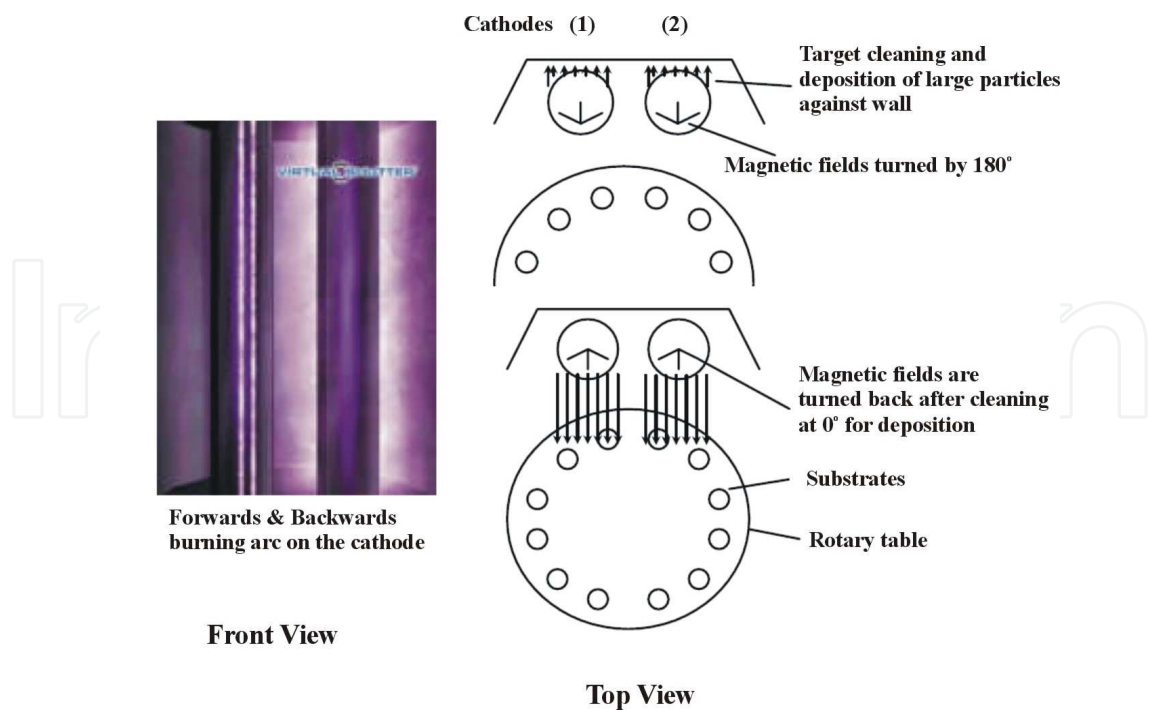 Cathodes (1) (2)
Target cleaning and
deposition of large particles
against wall
Magnetic fields turned by 180°
VIRTUAL SHUTTER
Magnetic fields are
turned back after cleaning
at 0° for deposition
Substrates
Rotary table
Forwards & Backwards
burning arc on the cathode
Front View
Top View